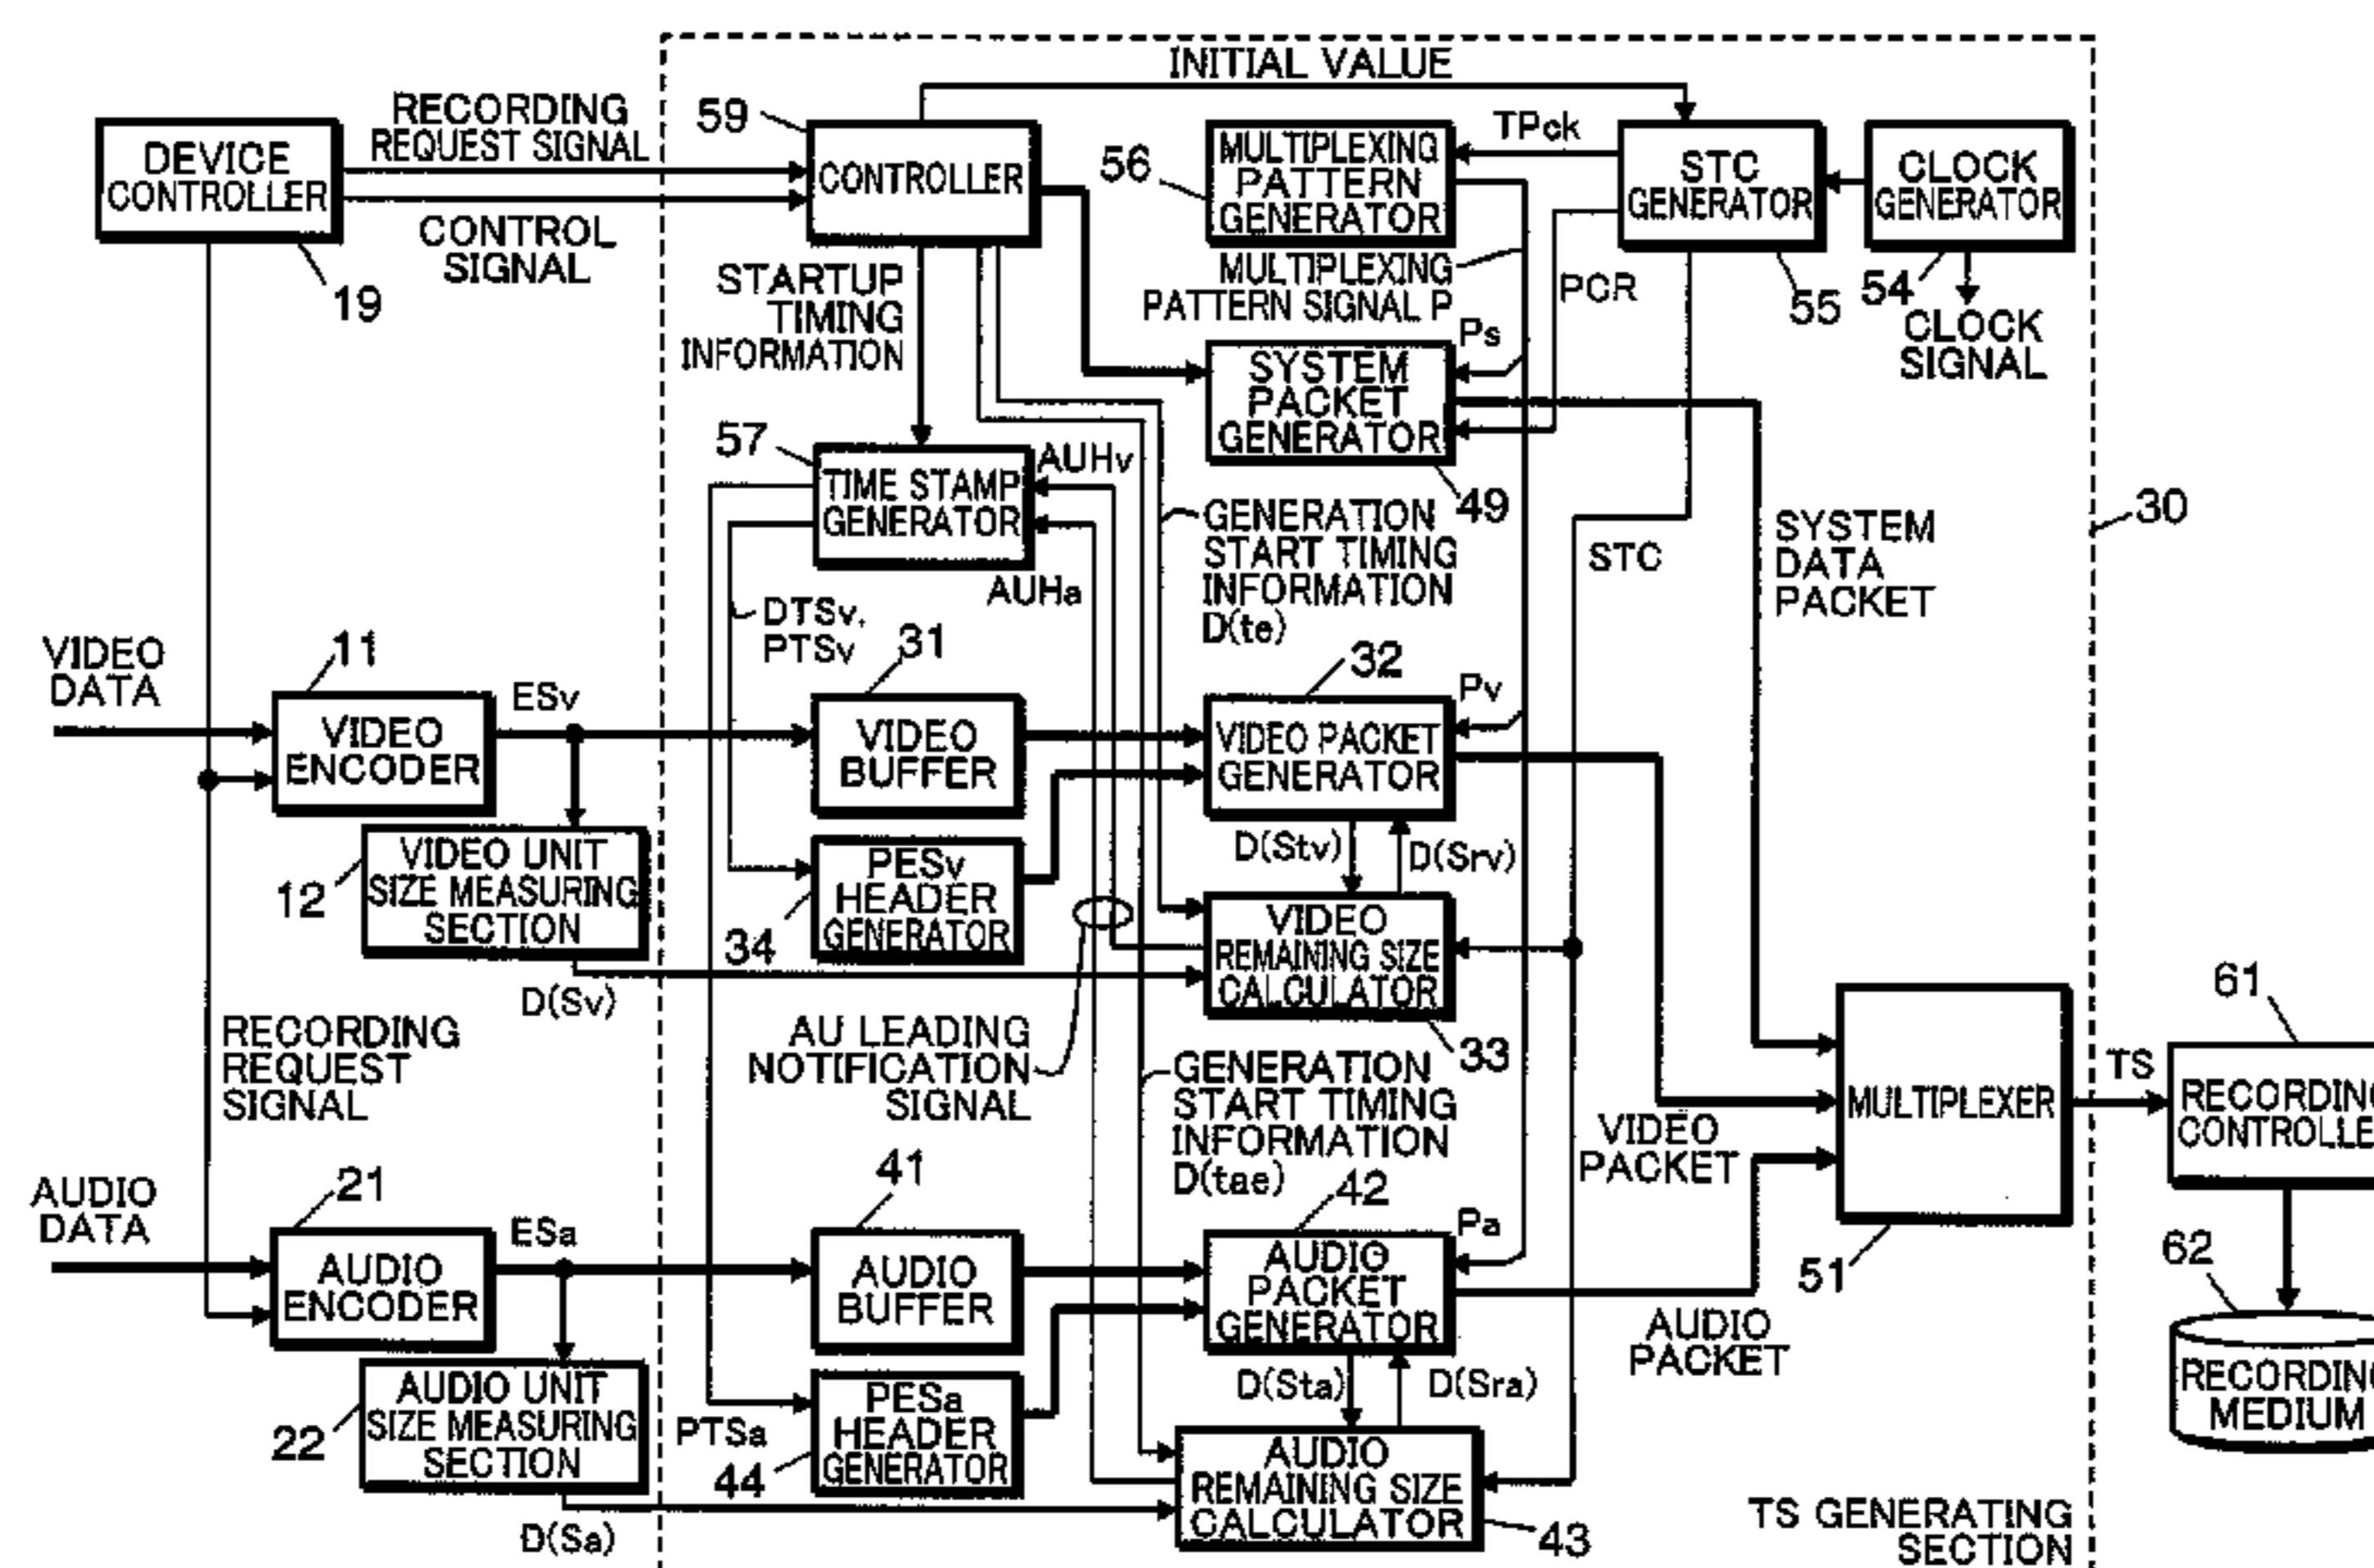 INITIAL VALUE
RECORDING
REQUEST SIGNAL
59
TPck
DEVICE
CONTROLLER
CONTROLLER
56
MULTIPLEXING
PATTERN
GENERATOR
STC
GENERATOR
CLOCK
GENERATOR
CONTROL
SIGNAL
19
STARTUP
TIMING
INFORMATION
MULTIPLEXING
PATTERN SIGNAL P
PCR
55
54
CLOCK
SIGNAL
Ps
SYSTEM
PACKET
GENERATOR
49
57
AUHv
TIME STAMP
GENERATOR
AUHa
GENERATION
START TIMING
INFORMATION
D(te)
STC
SYSTEM
DATA
PACKET
30
DTSv,
PTSv
VIDEO
DATA
11
ESv
31
32
Pv
VIDEO
ENCODER
VIDEO
BUFFER
VIDEO PACKET
GENERATOR
12
VIDEO UNIT
SIZE MEASURING
SECTION
34
PESv
HEADER
GENERATOR
D(Stv)
D(Srv)
VIDEO
REMAINING SIZE
CALCULATOR
33
D(Sv)
RECORDING
REQUEST
SIGNAL
AU LEADING
NOTIFICATION
SIGNAL
GENERATION
START TIMING
INFORMATION
D(tae)
VIDEO
PACKET
MULTIPLEXER
51
TS
61
RECORDING
CONTROLLE
AUDIO
DATA
21
ESa
41
42
Pa
AUDIO
ENCODER
AUDIO
BUFFER
AUDIO
PACKET
GENERATOR
AUDIO
PACKET
62
RECORDING
MEDIUM
22
AUDIO UNIT
SIZE MEASURING
SECTION
PTSa
44
PESa
HEADER
GENERATOR
D(Sta)
D(Sra)
AUDIO
REMAINING SIZE
CALCULATOR
43
D(Sa)
TS GENERATING
SECTION